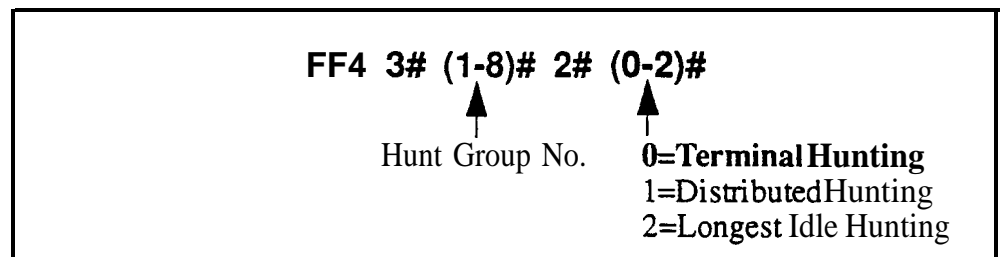 FF4 3# (1-8)# 2# (0-2)#
Hunt Group No. 0=Terminal Hunting
1=Distributed Hunting
2=Longest Idle Hunting